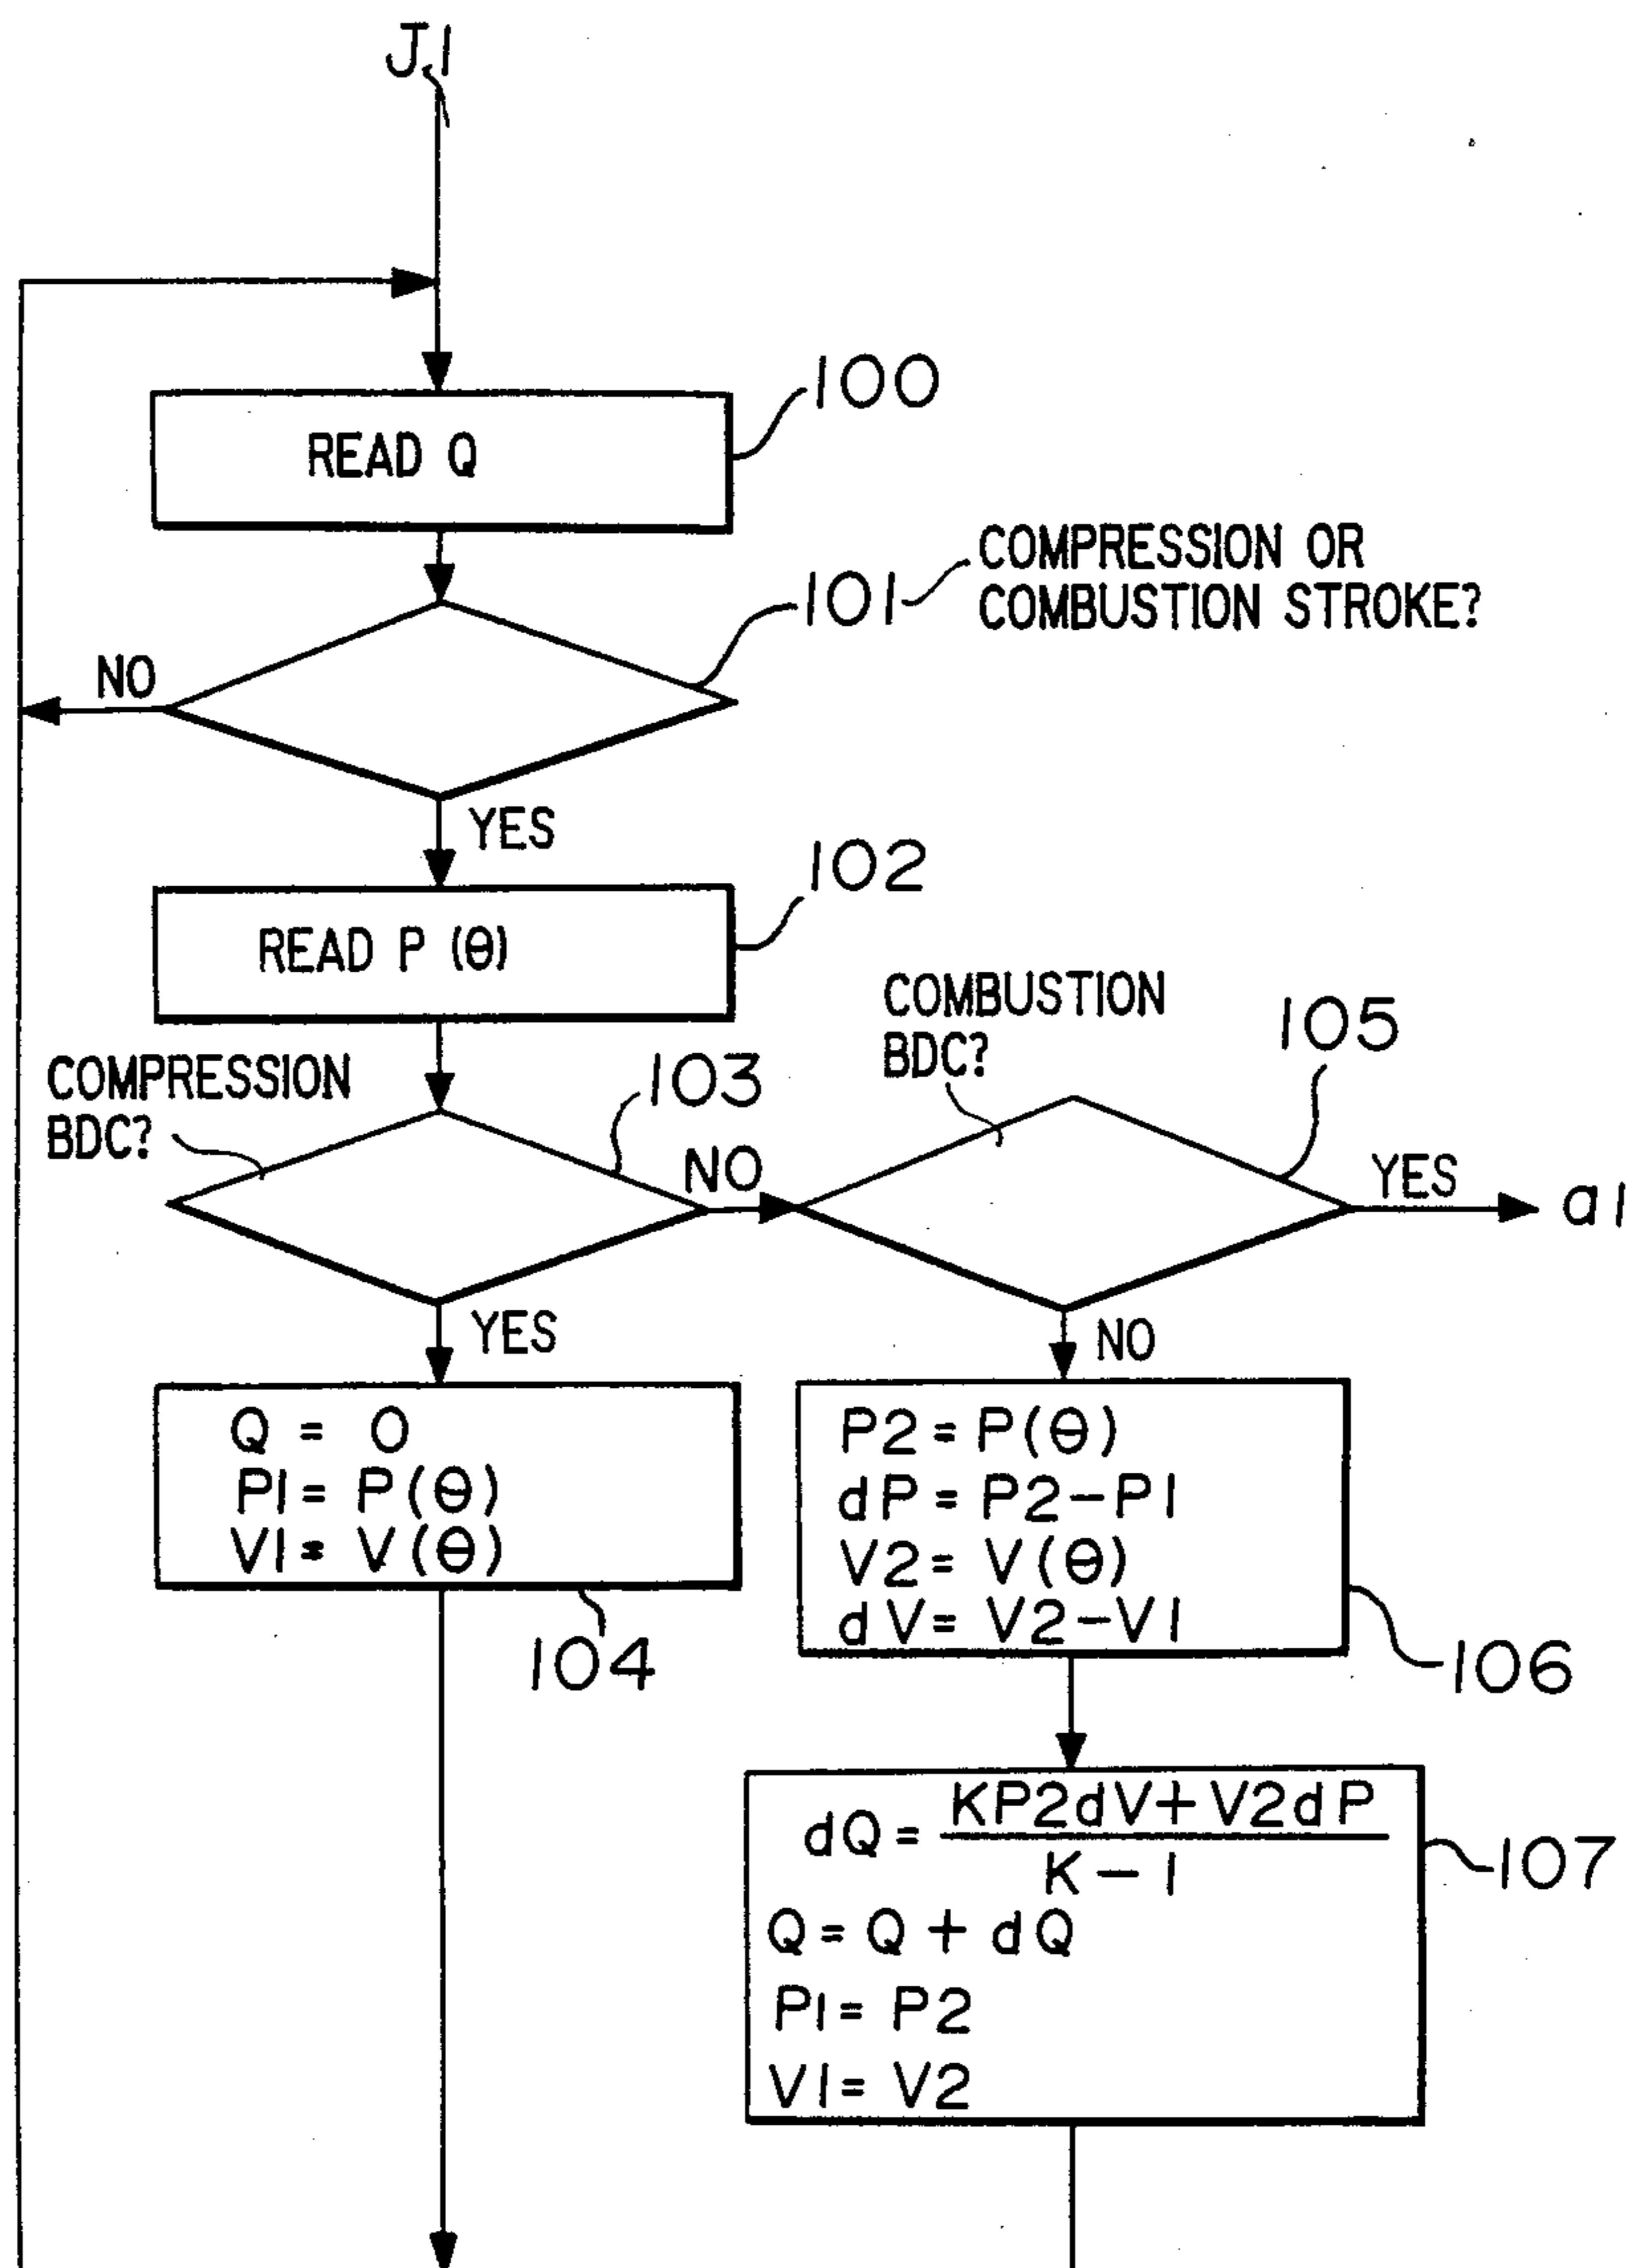 J1
100
READ Q
101
COMPRESSION OR
COMBUSTION STROKE?
NO
YES
102
READ P (θ)
COMPRESSION
BDC?
103
NO
COMBUSTION
BDC?
105
YES
a1
YES
NO
Q = 0
P1 = P(θ)
V1 = V(θ)
104
P2 = P(θ)
dP = P2-P1
V2 = V(θ)
dV = V2-V1
106
dQ = KP2dV + V2dP
K - 1
Q = Q + dQ
P1 = P2
V1 = V2
107